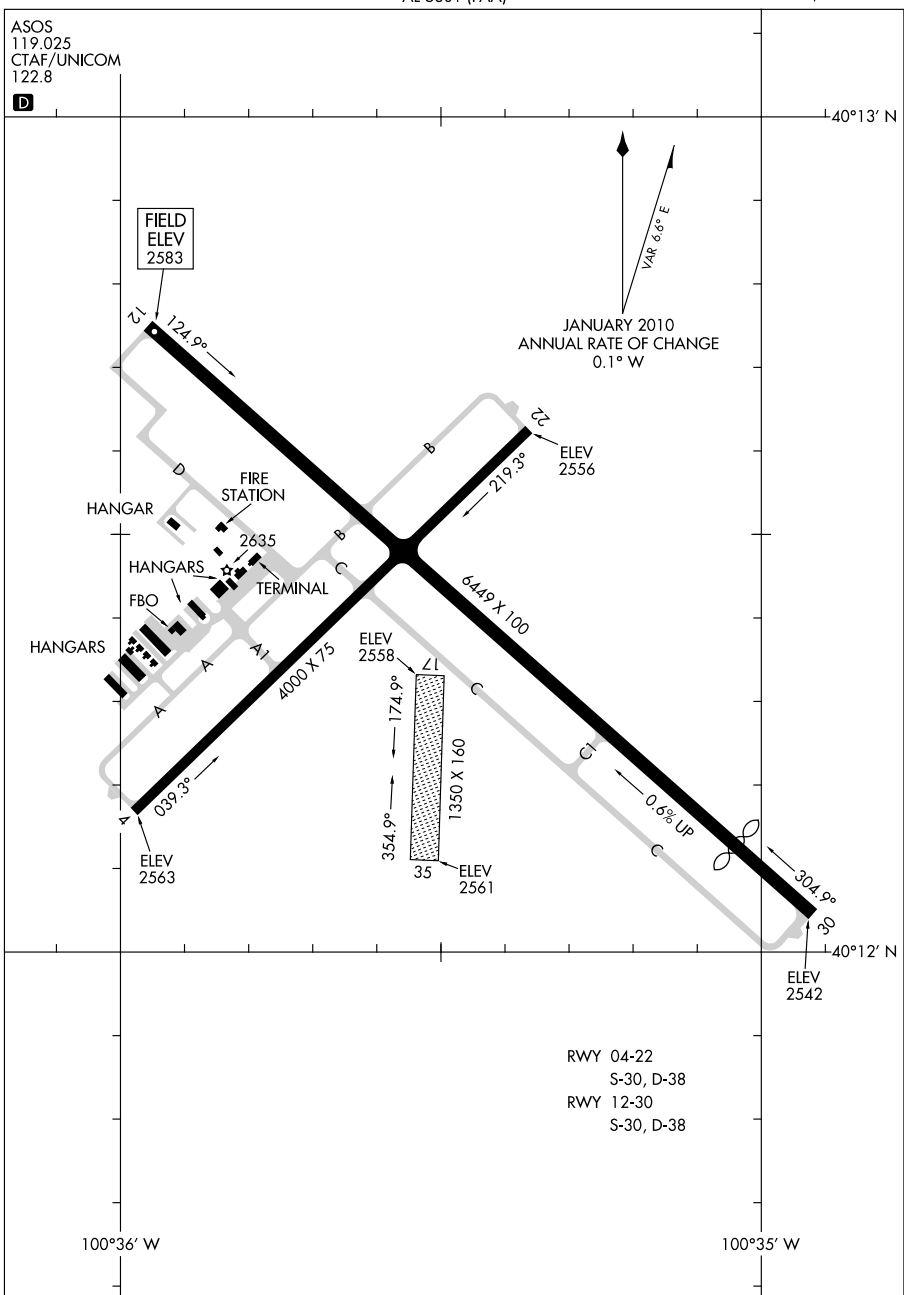 AL-5001 (FAA)
ASOS
119.025
CTAF/UNICOM
122.8
D
40°13' N
FIELD
ELEV
2583
VAR 6.6° E
JANUARY 2010
ANNUAL RATE OF CHANGE
0.1° W
12
124.9°
22
ELEV
2556
219.3°
B
D
FIRE
STATION
HANGAR
B
2635
HANGARS
TERMINAL
C
FBO
6449 X 100
HANGARS
A
A1
4000 X 75
ELEV
2558
17
C
A
174.9°
1350 X 160
C1
039.3°
354.9°
0.6% UP
4
C
ELEV
2563
35
ELEV
2561
304.9°
30
40°12' N
ELEV
2542
RWY 04-22
S-30, D-38
RWY 12-30
S-30, D-38
100°36' W
100°35' W